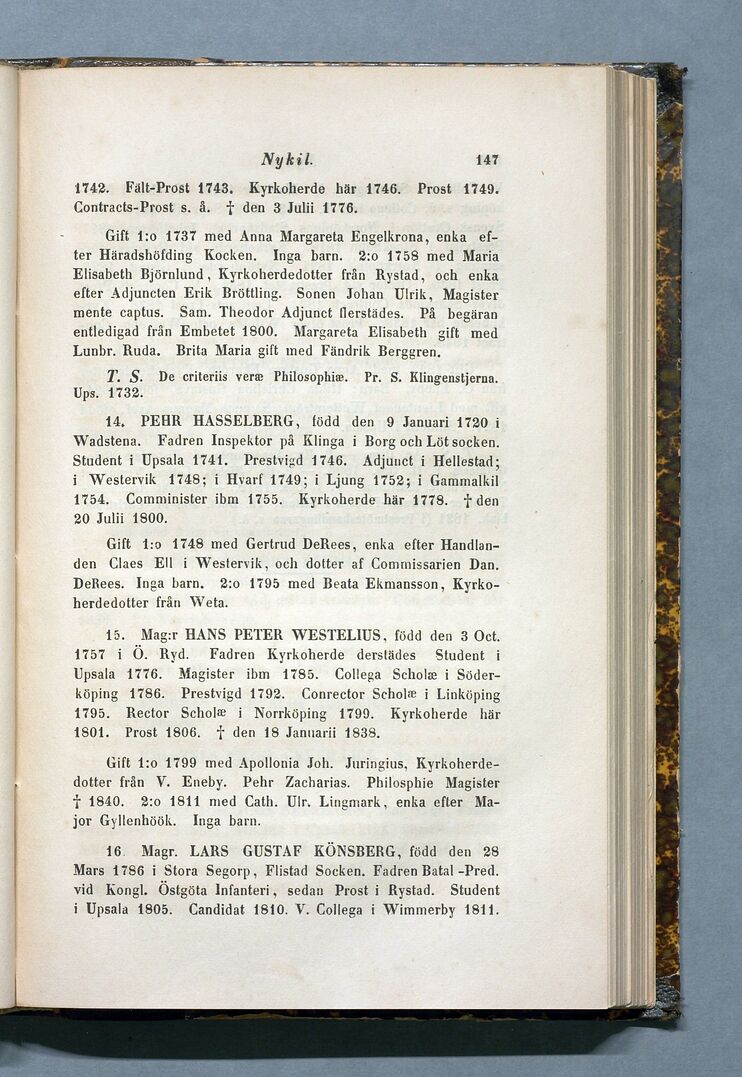 Nykil. 147
1742. Fält-Prost 1743. Kyrkoherde här 1746. Prost 1749.
Contracts-Prost s. å. † den 3 Julii 1776.
Gift 1:o 1737 med Anna Margareta Engelkrona, enka ef-
ter Häradshöfding Kocken. Inga barn. 2:o 1758 med Maria
Elisabeth Björnlund, Kyrkoherdedotter från Rystad, och enka
efter Adjuncten Erik Bröttling. Sonen Johan Ulrik, Magister
mente captus. Sam. Theodor Adjunct flerstädes. På begäran
entledigad från Embetet 1800. Margareta Elisabeth gift med
Lunbr. Ruda. Brita Maria gift med Fändrik Berggren.
T. S. De criteriis veræ Philosophiæ. Pr. S. Klingenstjerna.
Ups. 1732.
14. PEHR HASSELBERG, född den 9 Januari 1720 i
Wadstena. Fadren Inspektor på Klinga i Borg och Löt socken.
Student i Upsala 1741. Prestvigd 1746. Adjunct i Hellestad;
i Westervik 1748; i Hvarf 1749; i Ljung 1752; i Gammalkil
1754. Comminister ibm 1755. Kyrkoherde här 1778. † den
20 Julii 1800.
Gift 1:o 1748 med Gertrud DeRees, enka efter Handlan-
den Claes Ell i Westervik, och dotter af Commissarien Dan.
DeRees. Inga barn. 2:o 1795 med Beata Ekmansson, Kyrko-
herdedotter från Weta.
15. Mag:r HANS PETER WESTELIUS, född den 3 Oct.
1757 i Ö. Ryd. Fadren Kyrkoherde derstädes Student i
Upsala 1776. Magister ibm 1785. Collega Scholæ i Söder-
köping 1786. Prestvigd 1792. Conrector Scholæ i Linköping
1795. Rector Scholæ i Norrköping 1799. Kyrkoherde här
1801. Prost 1806. † den 18 Januarii 1838.
Gift 1:o 1799 med Apollonia Joh. Juringius, Kyrkoherde-
dotter från V. Eneby. Pehr Zacharias. Philosphie Magister
† 1840. 2:o 1811 med Cath. Ulr. Lingmark, enka efter Ma-
jor Gyllenhöök. Inga barn.
16. Magr. LARS GUSTAF KÖNSBERG, född den 28
Mars 1786 i Stora Segorp, Flistad Socken. Fadren Batal-Pred.
vid Kongl. Östgöta Infanteri, sedan Prost i Rystad. Student
i Upsala 1805. Candidat 1810. V. Collega i Wimmerby 1811.